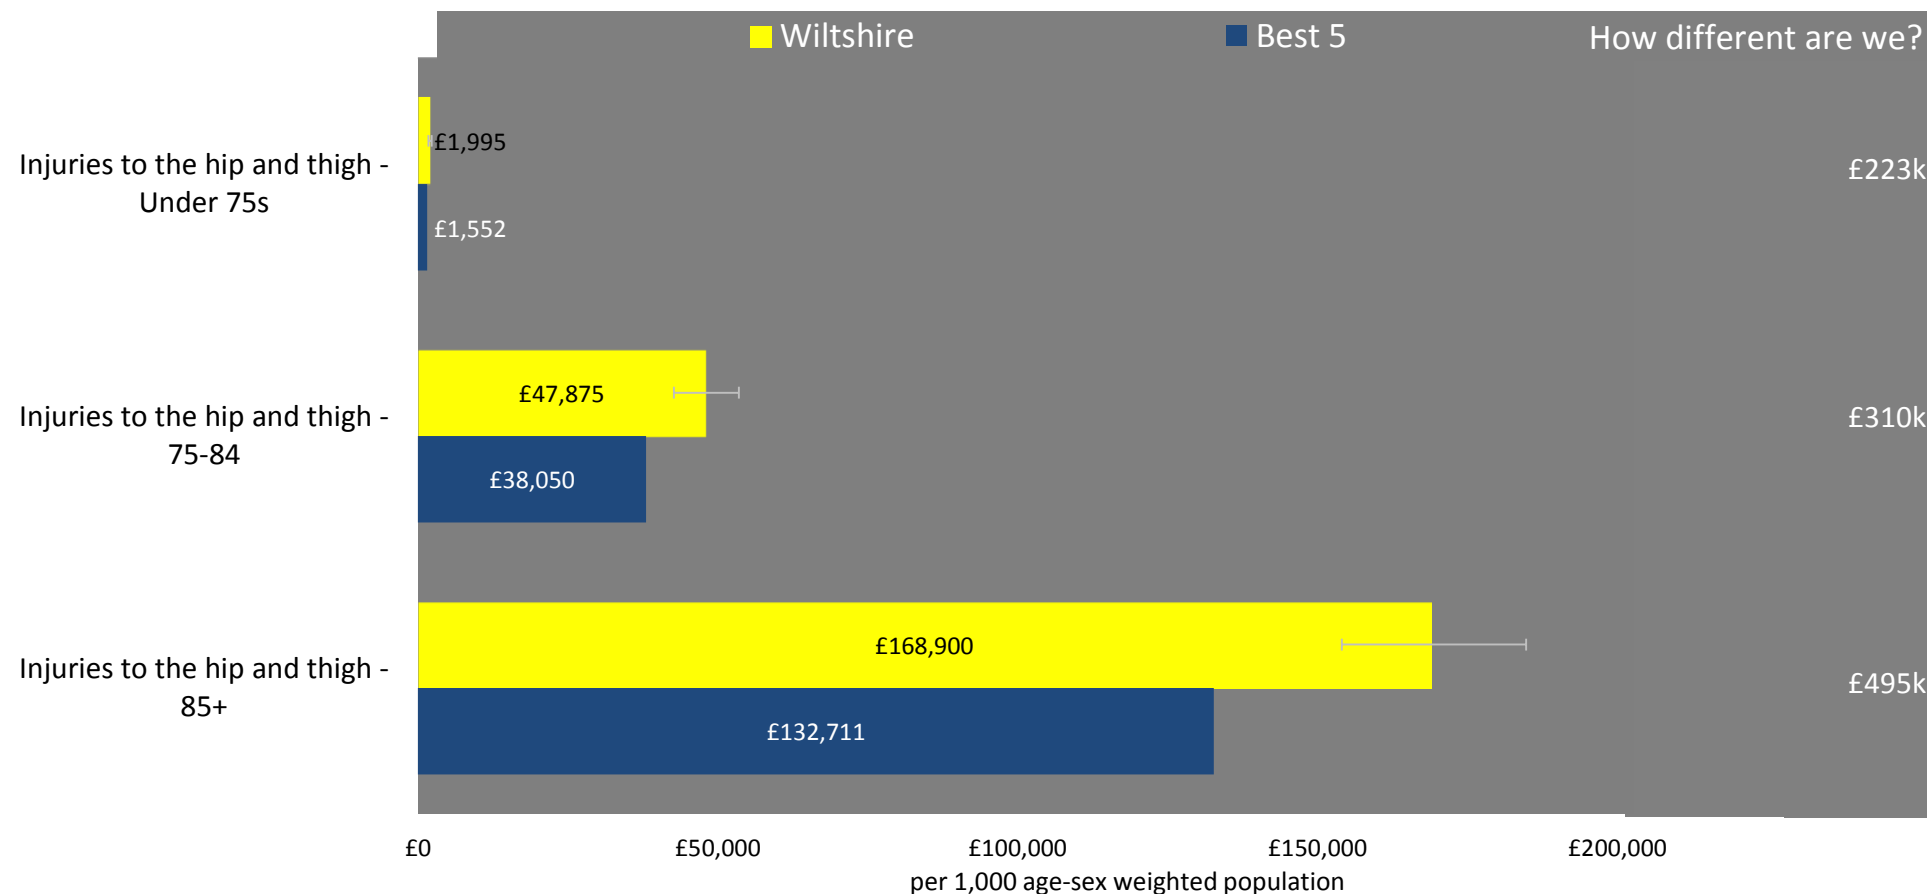 Wiltshire
Best 5
How different are we?
Injuries to the hip and thigh -
Under 75s
£1,995
£1,552
£223k
Injuries to the hip and thigh -
75-84
£47,875
£38,050
£310k
Injuries to the hip and thigh -
85+
£168,900
£132,711
£495k
£0
£50,000
£100,000
£150,000
£200,000
per 1,000 age-sex weighted population